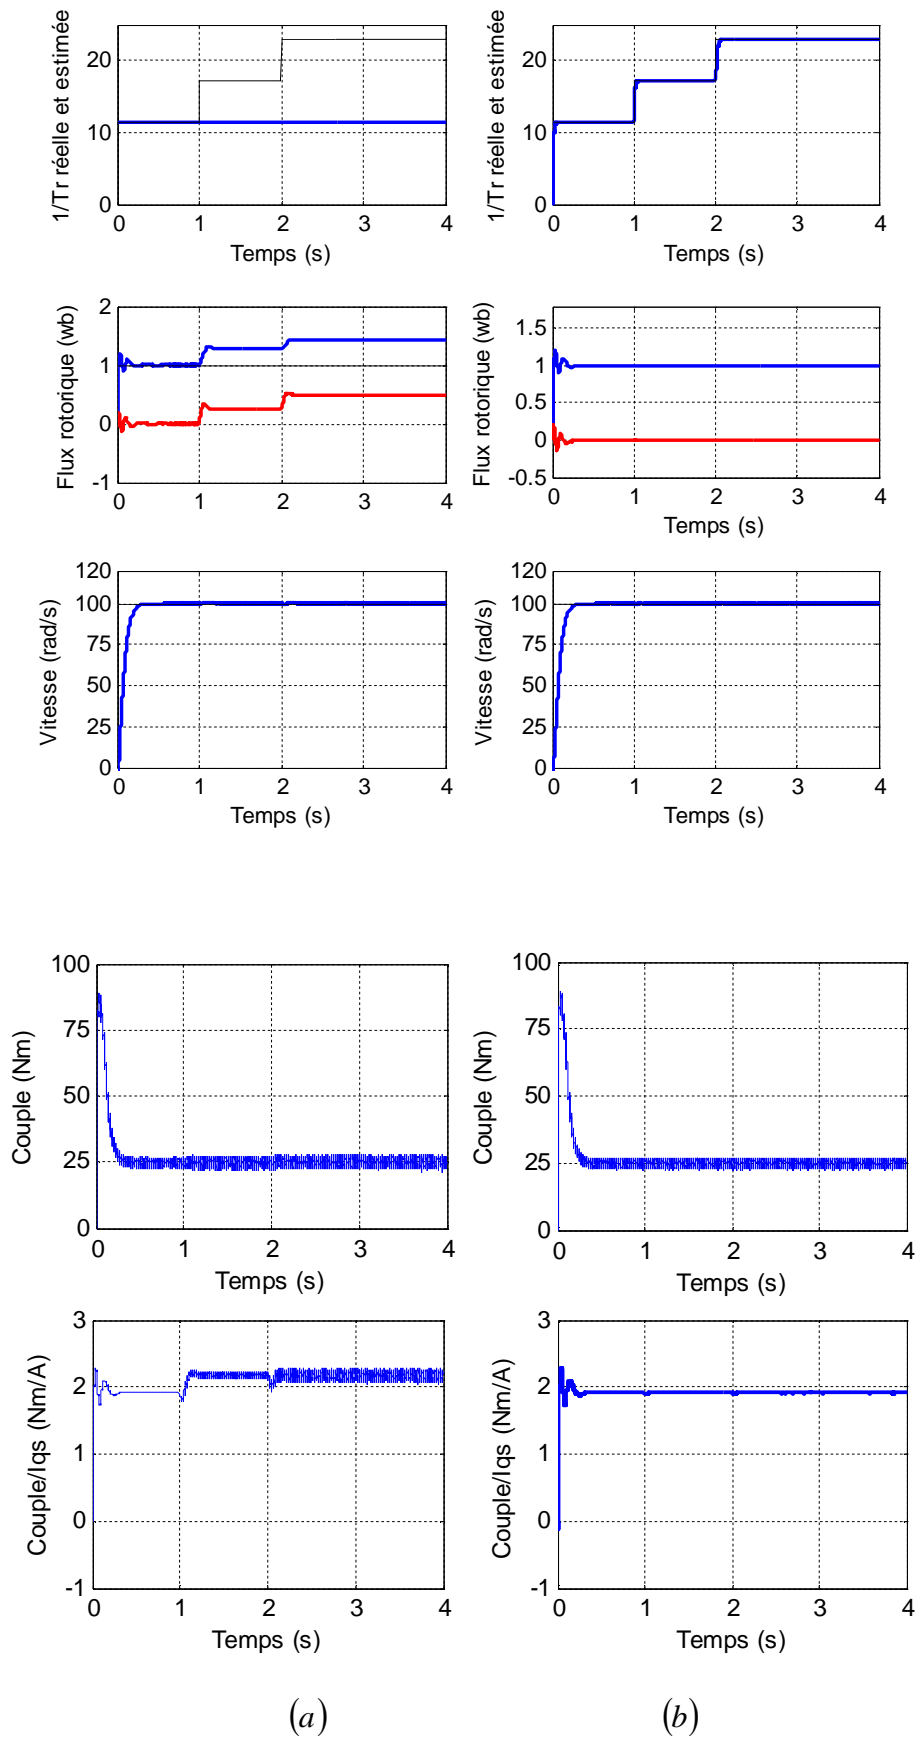 1/Tr réelle et estimée
20
10
0
0 1 2 3 4
Temps (s)
1/Tr réelle et estimée
20
10
0
0 1 2 3 4
Temps (s)
Flux rotorique (wb)
2
1
0
-1
0 1 2 3 4
Flux rotorique (wb)
1.5
1
0.5
0
-0.5
0 1 2 3 4
Temps (s)
Vitesse (rad/s)
120
100
75
50
25
0
0 1 2 3 4
Temps (s)
Vitesse (rad/s)
120
100
75
50
25
0
0 1 2 3 4
Temps (s)
Couple (Nm)
100
75
50
25
0
0 1 2 3 4
Temps (s)
Couple (Nm)
100
75
50
25
0
0 1 2 3 4
Temps (s)
Couple/Iqs (Nm/A)
3
2
1
0
-1
0 1 2 3 4
Temps (s)
Couple/Iqs (Nm/A)
3
2
1
0
-1
0 1 2 3 4
Temps (s)
(a)
(b)